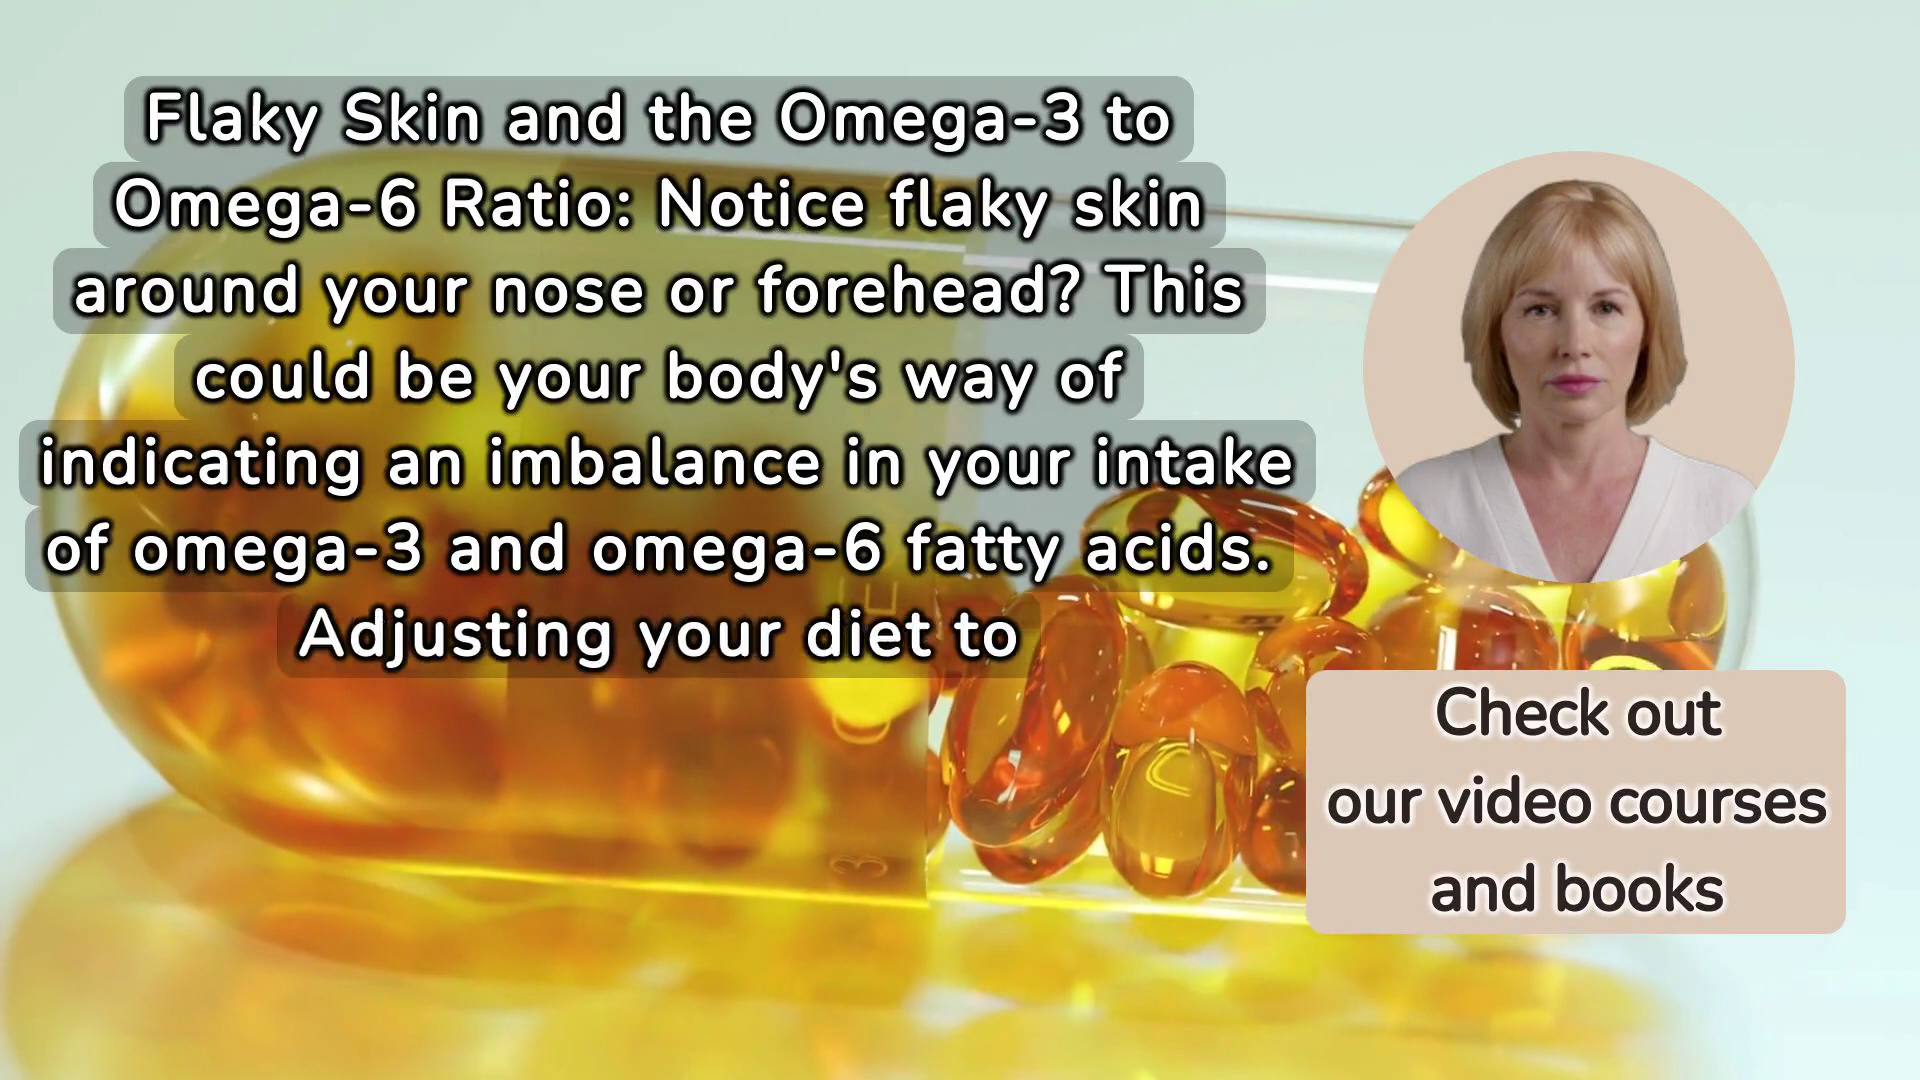 Flaky Skin and the Omega-3 to
Omega-6 Ratio: Notice flaky skin
around your nose or forehead? This
could be your body's way of
indicating an imbalance in your intake
of omega-3 and omega-6 fatty acids.
Adjusting your diet to
Check out
our video courses
and books